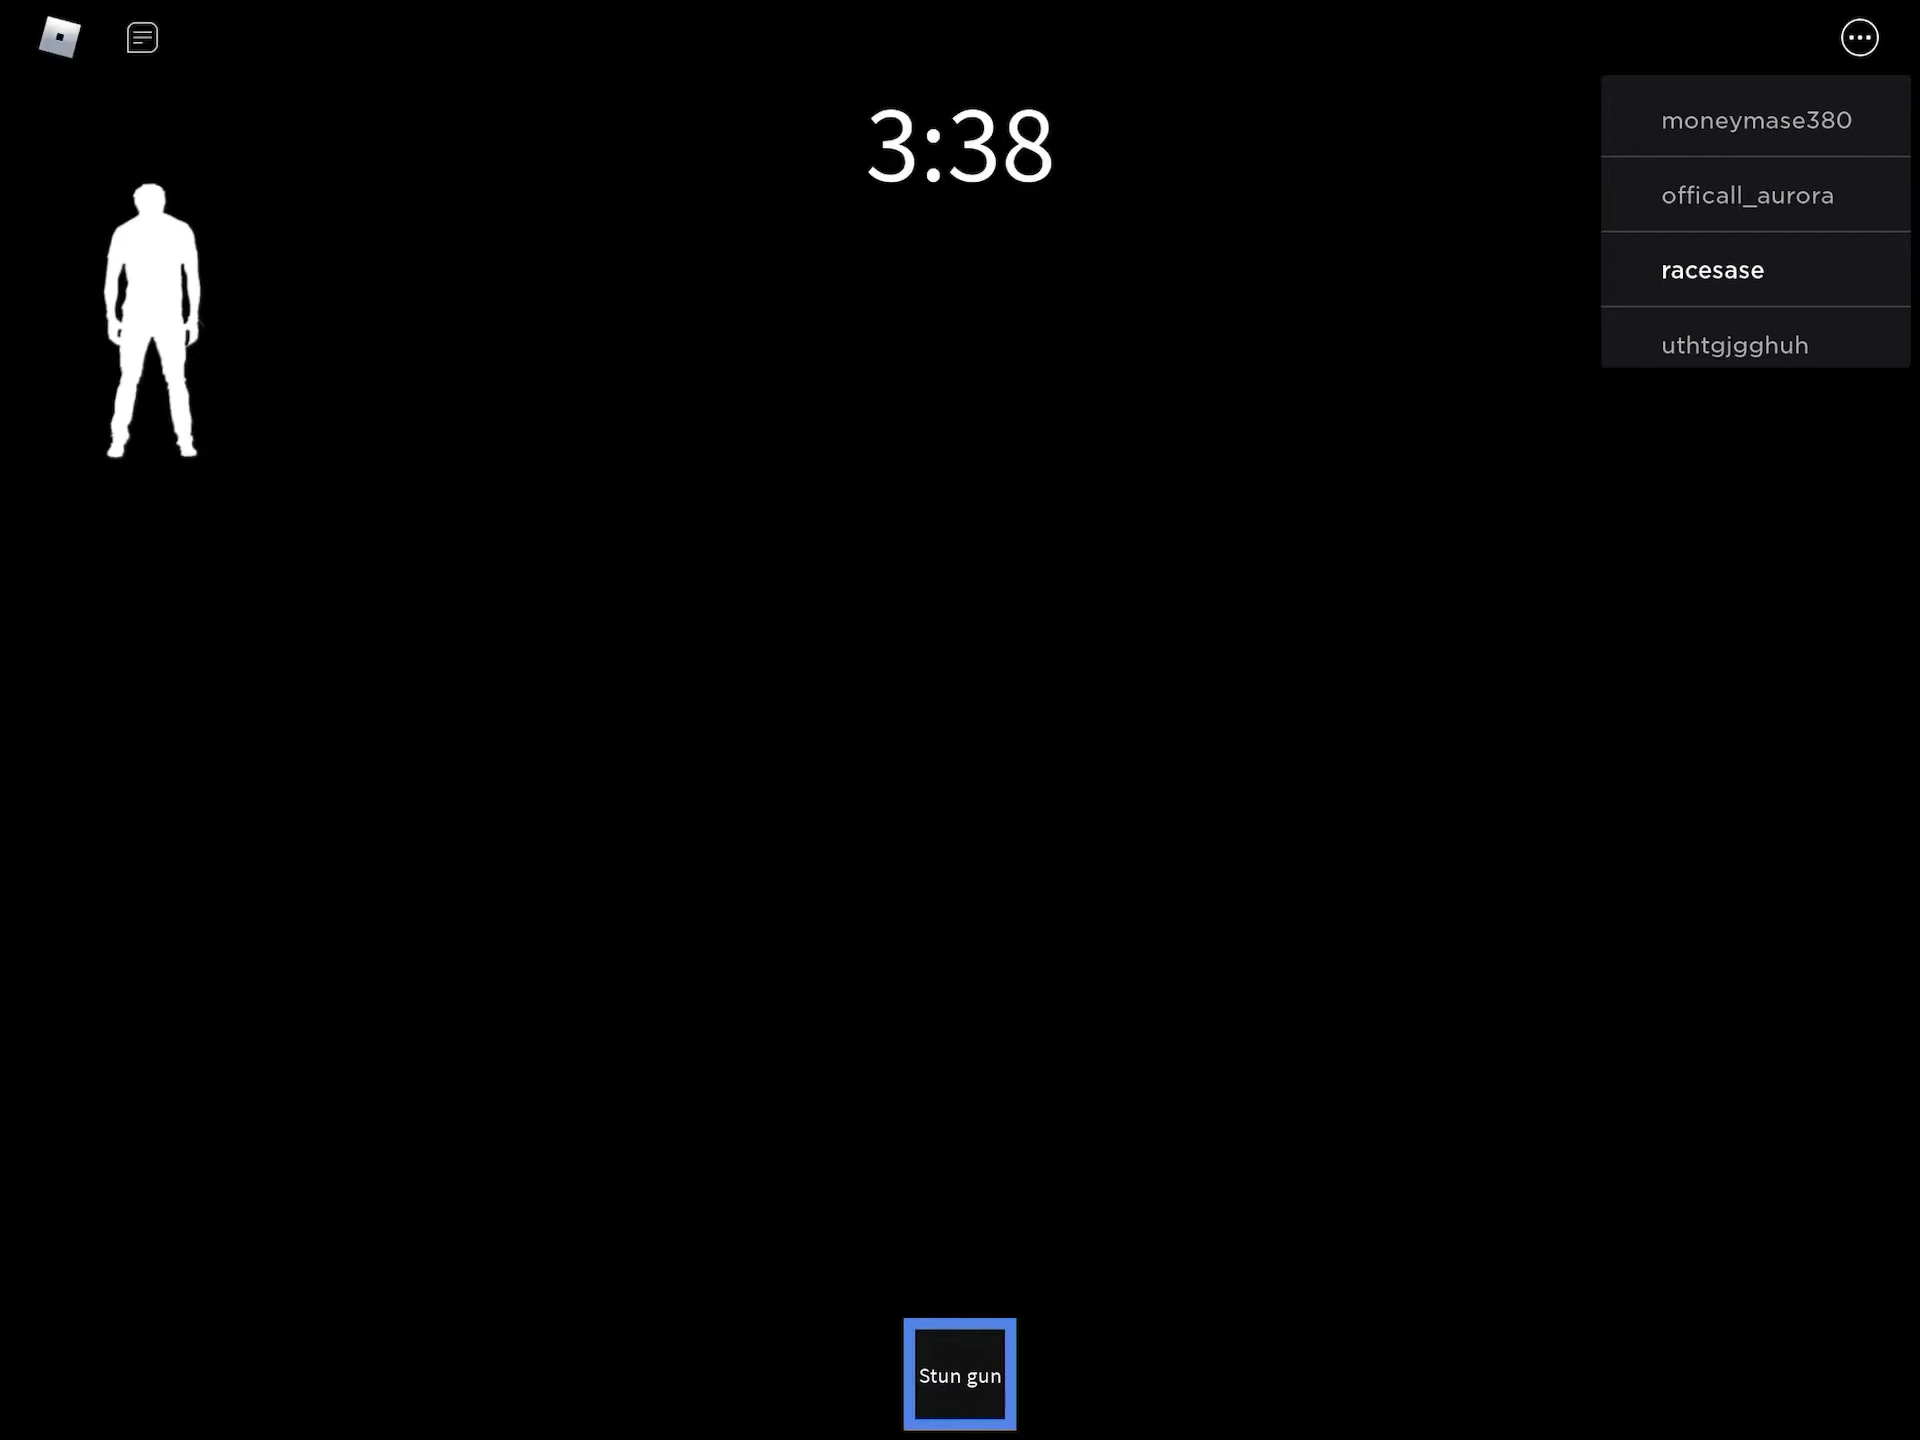 3:38
moneymase380
officall_aurora
racesase
uthtgjgghuh
Stun gun